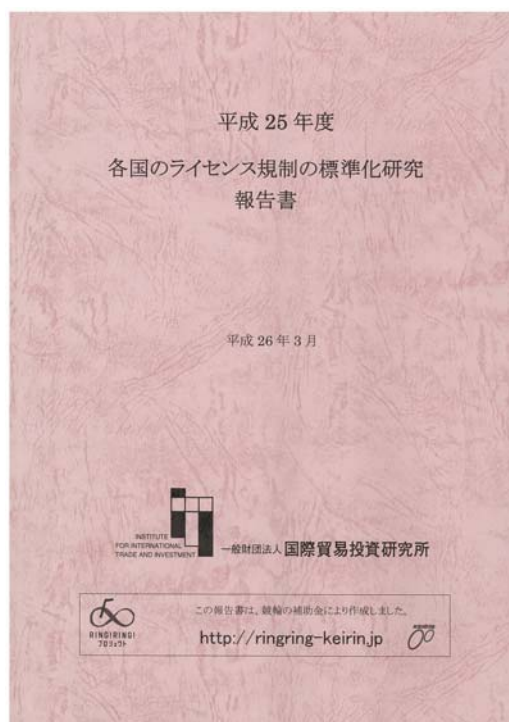 平成 25 年度
各国のライセンス規制の標準化研究
報告書
平成 26 年 3 月
INSTITUTE
FOR INTERNATIONAL
TRADE AND INVESTMENT
一般財団法人 国際貿易投資研究所
RING!RING!
プロジェクト
この報告書は、競輪の補助金により作成しました。
http://ringring-keirin.jp